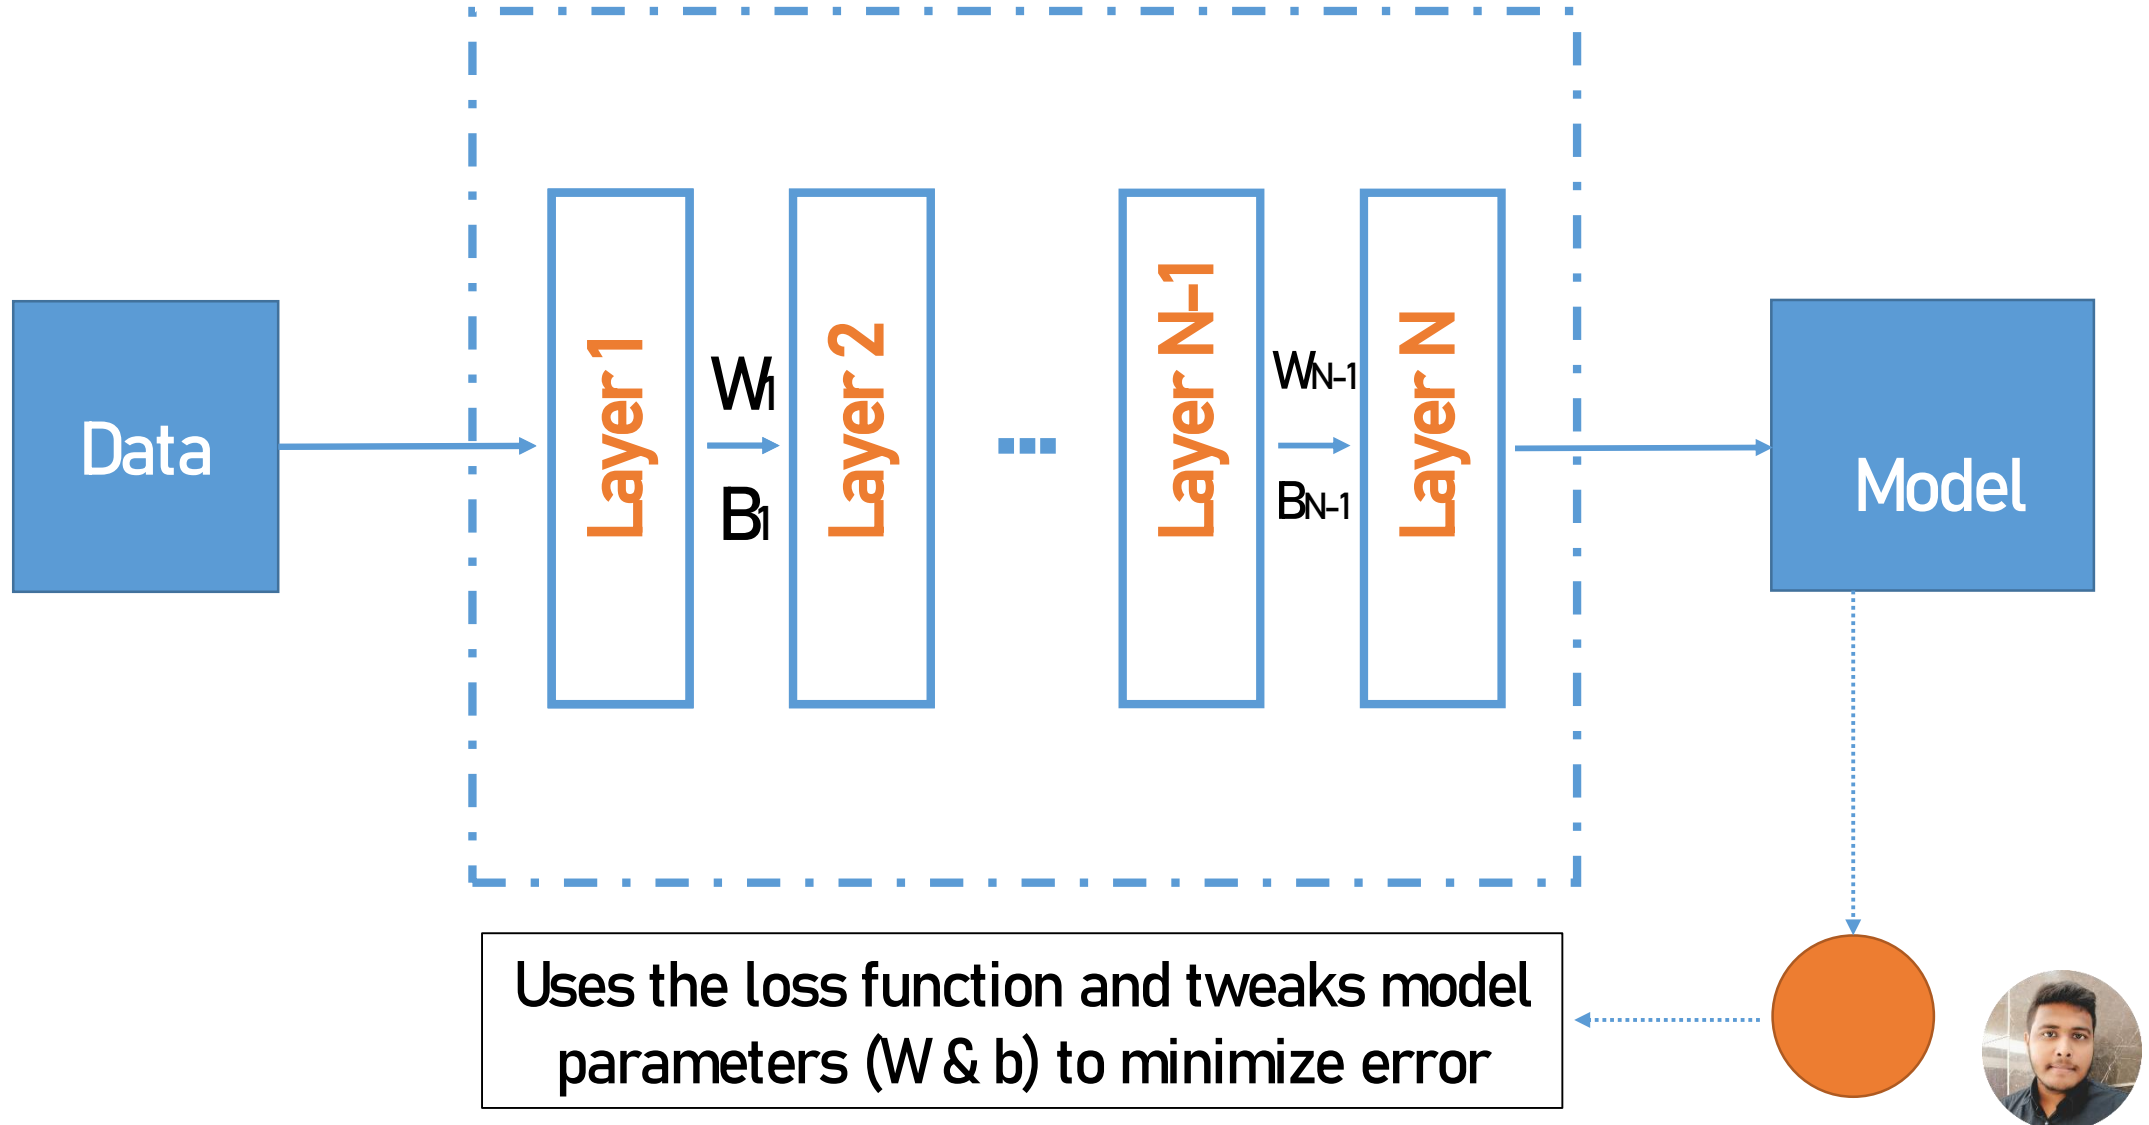 Data
Layer 1
W1
B1
Layer 2
Layer N-1
WN-1
BN-1
Layer N
Model
Uses the loss function and tweaks model
parameters (W & b) to minimize error